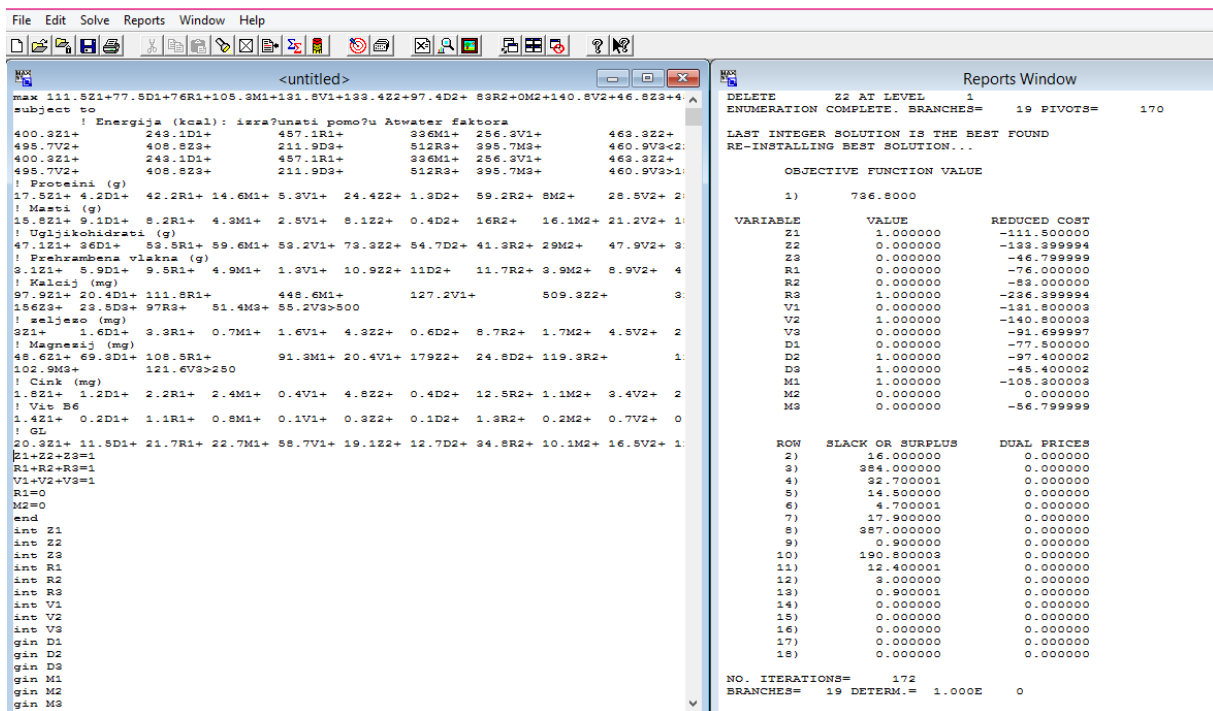 File Edit Solve Reports Window Help
<untitled>
max 111.5Z1+77.5D1+76R1+105.3M1+131.8V1+133.4Z2+97.4D2+ 83R2+0M2+140.8V2+46.8Z3+4
subject to
! Energija (kcal): izra?unati pomo?u Atwater faktora
400.3Z1+ 243.1D1+ 457.1R1+ 336M1+ 256.3V1+ 463.3Z2+
495.7V2+ 408.8Z3+ 211.9D3+ 512R3+ 395.7M3+ 460.9V3<2
400.3Z1+ 243.1D1+ 457.1R1+ 336M1+ 256.3V1+ 463.3Z2+
495.7V2+ 408.8Z3+ 211.9D3+ 512R3+ 395.7M3+ 460.9V3>1
! Proteini (g)
17.5Z1+ 4.2D1+ 42.2R1+ 14.6M1+ 5.3V1+ 24.4Z2+ 1.3D2+ 59.2R2+ 8M2+ 28.5V2+ 2
! Masti (g)
15.8Z1+ 9.1D1+ 8.2R1+ 4.3M1+ 2.5V1+ 8.1Z2+ 0.4D2+ 16R2+ 16.1M2+ 21.2V2+ 1
! Ugljikohidrati (g)
47.1Z1+ 36D1+ 53.5R1+ 59.6M1+ 53.2V1+ 73.3Z2+ 54.7D2+ 41.3R2+ 29M2+ 47.9V2+ 3
! Prehrambena vlakna (g)
3.1Z1+ 5.9D1+ 9.5R1+ 4.9M1+ 1.3V1+ 10.9Z2+ 11D2+ 11.7R2+ 3.9M2+ 8.9V2+ 4
! Kalcij (mg)
97.9Z1+ 20.4D1+ 111.8R1+ 448.6M1+ 127.2V1+ 509.3Z2+ 3
156Z3+ 23.5D3+ 97R3+ 51.4M3+ 55.2V3>500
! zeljezo (mg)
3Z1+ 1.6D1+ 3.3R1+ 0.7M1+ 1.6V1+ 4.3Z2+ 0.6D2+ 8.7R2+ 1.7M2+ 4.5V2+ 2
! Magnezij (mg)
48.6Z1+ 69.3D1+ 108.5R1+ 91.3M1+ 20.4V1+ 179Z2+ 24.8D2+ 119.3R2+ 1
102.9M3+ 121.6V3>250
! Cink (mg)
1.8Z1+ 1.2D1+ 2.2R1+ 2.4M1+ 0.4V1+ 4.8Z2+ 0.4D2+ 12.5R2+ 1.1M2+ 3.4V2+ 2
! Vit B6
1.4Z1+ 0.2D1+ 1.1R1+ 0.8M1+ 0.1V1+ 0.3Z2+ 0.1D2+ 1.3R2+ 0.2M2+ 0.7V2+ 0
! GL
20.3Z1+ 11.5D1+ 21.7R1+ 22.7M1+ 58.7V1+ 19.1Z2+ 12.7D2+ 34.8R2+ 10.1M2+ 16.5V2+ 1
Z1+Z2+Z3=1
R1+R2+R3=1
V1+V2+V3=1
R1=0
M2=0
end
int Z1
int Z2
int Z3
int R1
int R2
int R3
int V1
int V2
int V3
gin D1
gin D2
gin D3
gin M1
gin M2
gin M3
Reports Window
DELETE Z2 AT LEVEL 1
ENUMERATION COMPLETE. BRANCHES= 19 PIVOTS= 170
LAST INTEGER SOLUTION IS THE BEST FOUND
RE-INSTALLING BEST SOLUTION...
OBJECTIVE FUNCTION VALUE
1) 736.8000
VARIABLE VALUE REDUCED COST
Z1 1.000000 -111.500000
Z2 0.000000 -133.399994
Z3 0.000000 -46.799999
R1 0.000000 -76.000000
R2 0.000000 -83.000000
R3 1.000000 -236.399994
V1 0.000000 -131.800003
V2 1.000000 -140.800003
V3 0.000000 -91.699997
D1 0.000000 -77.500000
D2 1.000000 -97.400002
D3 1.000000 -45.400002
M1 1.000000 -105.300003
M2 0.000000 0.000000
M3 0.000000 -56.799999
ROW SLACK OR SURPLUS DUAL PRICES
2) 16.000000 0.000000
3) 384.000000 0.000000
4) 32.700001 0.000000
5) 14.500000 0.000000
6) 4.700001 0.000000
7) 17.900000 0.000000
8) 387.000000 0.000000
9) 0.900000 0.000000
10) 190.800003 0.000000
11) 12.400001 0.000000
12) 3.000000 0.000000
13) 0.900001 0.000000
14) 0.000000 0.000000
15) 0.000000 0.000000
16) 0.000000 0.000000
17) 0.000000 0.000000
18) 0.000000 0.000000
NO. ITERATIONS= 172
BRANCHES= 19 DETERM.= 1.000E 0